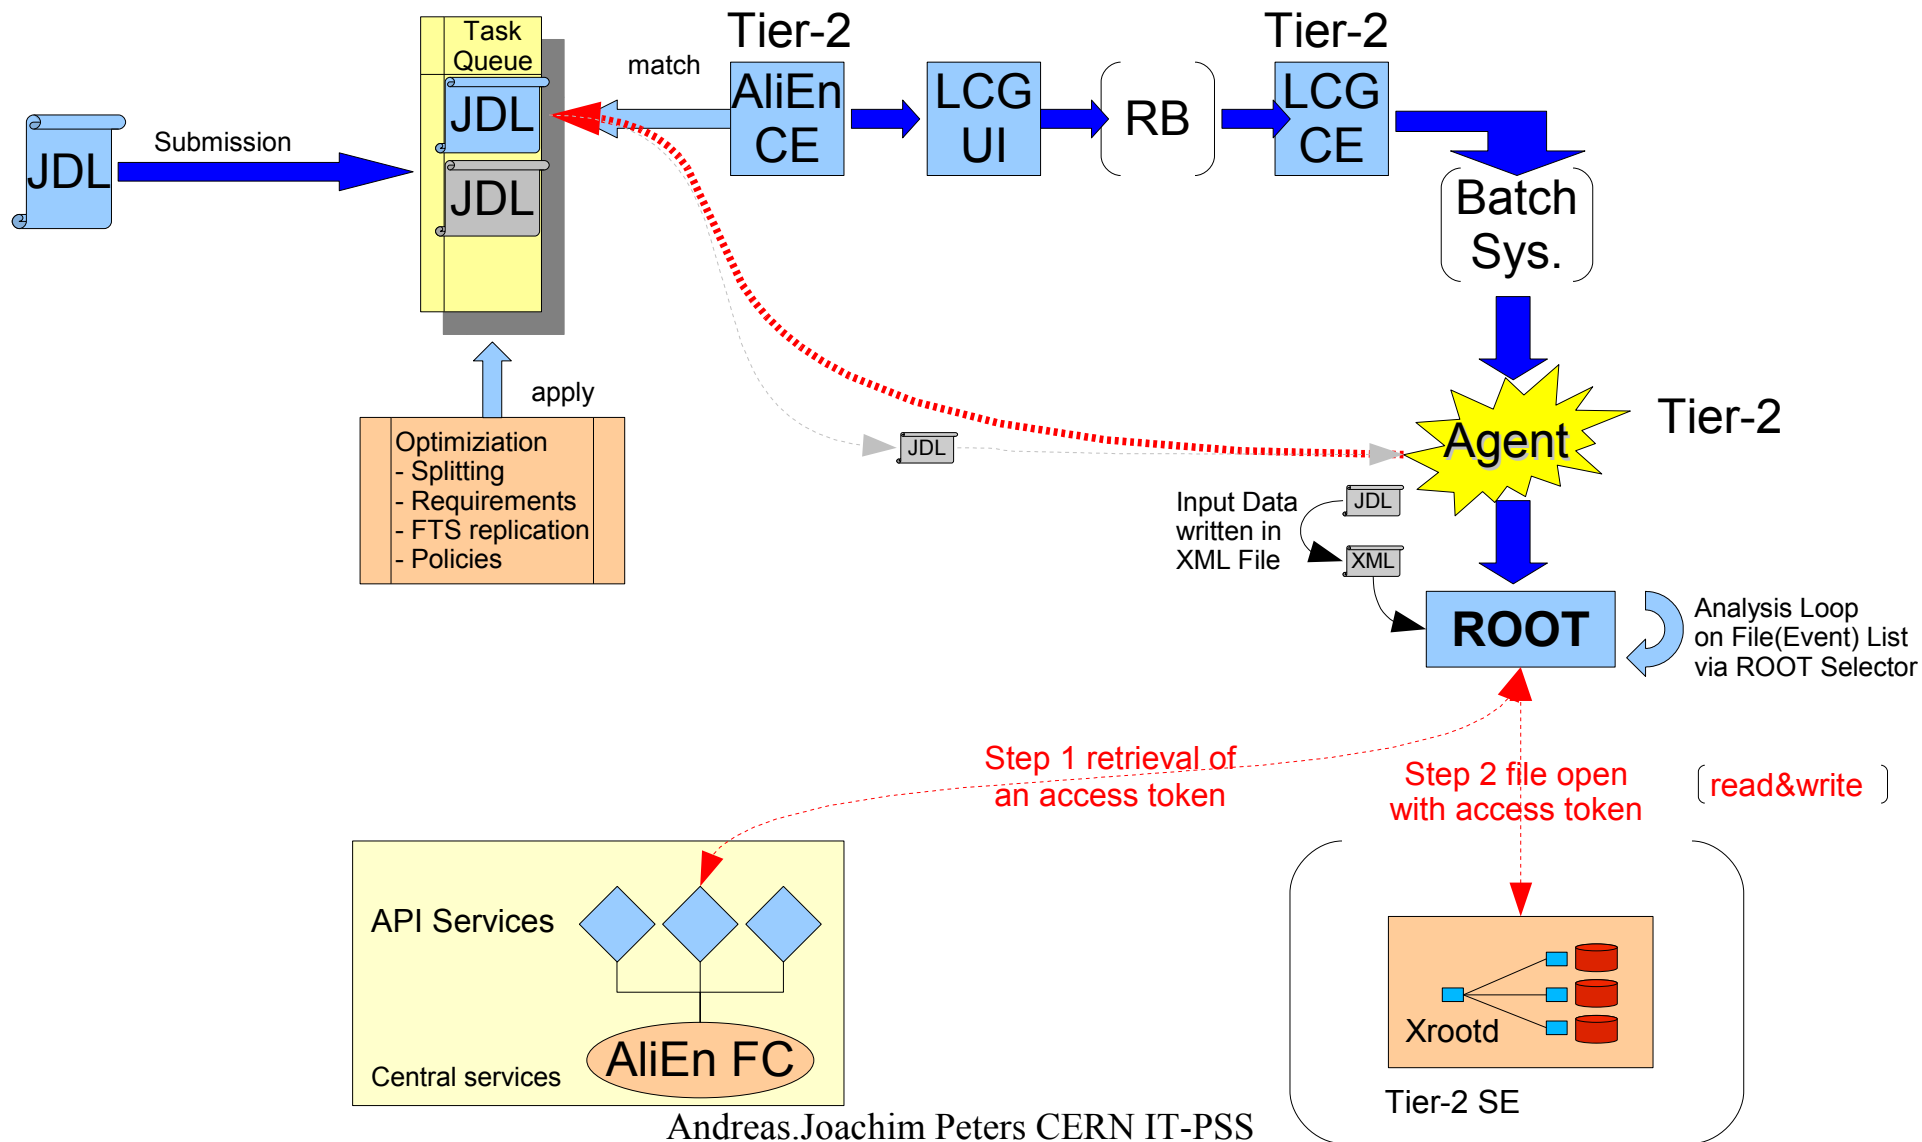 Task
Queue
JDL
JDL
JDL
Submission
match
Tier-2
AliEn
CE
LCG
UI
RB
Tier-2
LCG
CE
Batch
Sys.
apply
Optimiziation
- Splitting
- Requirements
- FTS replication
- Policies
JDL
Agent
Tier-2
Input Data
written in
XML File
JDL
XML
ROOT
Analysis Loop
on File(Event) List
via ROOT Selector
Step 1 retrieval of
an access token
Step 2 file open
with access token
read&write
API Services
AliEn FC
Central services
Xrootd
Tier-2 SE
Andreas.Joachim Peters CERN IT-PSS